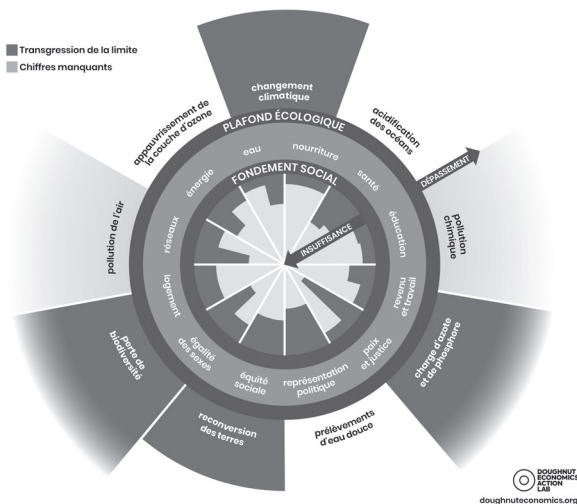 Transgression de la limite
Chiffres manquants
changement
climatique
appauvrissement de
la couche d'ozone
acidification
des océans
PLAFOND ÉCOLOGIQUE
énergie
eau
nourriture
santé
FONDEMENT SOCIAL
DÉPASSEMENT
INSUFFISANCE
pollution de l'air
réseaux
éducation
pollution
chimique
logement
revenu
et travail
perte de
biodiversité
égalité
des sexes
équité
sociale
représentation
politique
paix
et justice
charge d'azote
et de phosphore
reconversion
des terres
prélèvements
d'eau douce
DOUGHNUT
ECONOMICS
ACTION
LAB
doughnuteconomics.org